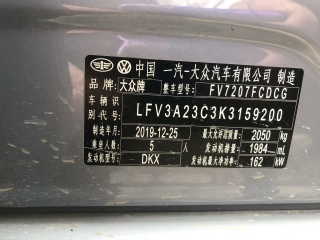 中国 一汽-大众汽车有限公司 制造
品牌:大众牌 整车型号: FV7207FCDCG
车辆识别代号: LFV3A23C3K3159200
制造年月:2019-12-25 最大允许总质量:2050 kg
乘坐人数: 5 人 发动机排量:1984 mL
发动机型号: DKX 发动机最大净功率: 162 kW